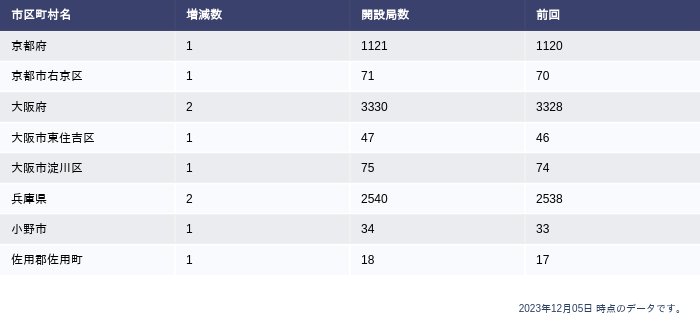 市区町村名 増減数 開設局数 前回
京都府 1 1121 1120
京都市右京区 1 71 70
大阪府 2 3330 3328
大阪市東住吉区 1 47 46
大阪市淀川区 1 75 74
兵庫県 2 2540 2538
小野市 1 34 33
佐用郡佐用町 1 18 17
2023年12月05日 時点のデータです。